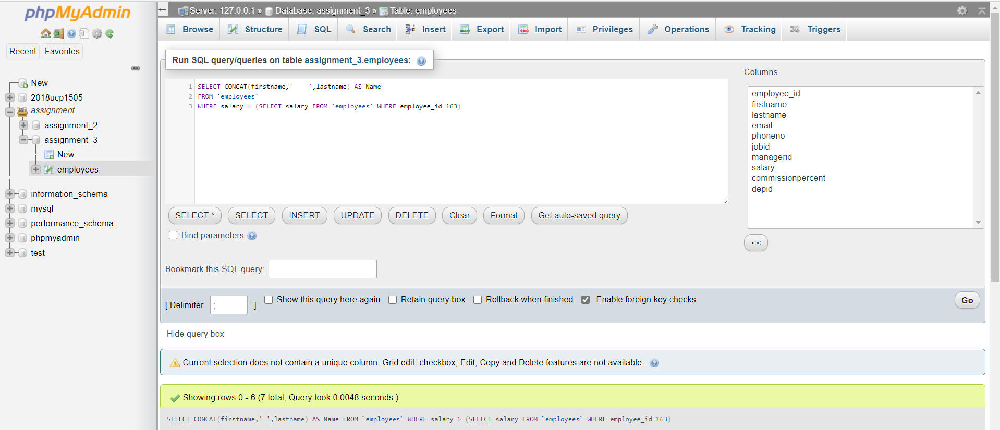 phpMyAdmin
Recent
Favorites
New
2018ucp1505
assignment
assignment_2
assignment_3
New
employees
information_schema
mysql
performance_schema
phpmyadmin
test
Server: 127.0.0.1 » Database: assignment_3 » Table: employees
Browse
Structure
SQL
Search
Insert
Export
Import
Privileges
Operations
Tracking
Triggers
Run SQL query/queries on table assignment_3.employees:
1 SELECT CONCAT(firstname,'    ',lastname) AS Name
2 FROM `employees`
3 WHERE salary > (SELECT salary FROM `employees` WHERE employee_id=163)
Columns
employee_id
firstname
lastname
email
phoneno
jobid
managerid
salary
commissionpercent
depid
<<
SELECT *
SELECT
INSERT
UPDATE
DELETE
Clear
Format
Get auto-saved query
Bind parameters
Bookmark this SQL query:
[ Delimiter ; ]
Show this query here again
Retain query box
Rollback when finished
Enable foreign key checks
Go
Hide query box
Current selection does not contain a unique column. Grid edit, checkbox, Edit, Copy and Delete features are not available.
Showing rows 0 - 6 (7 total, Query took 0.0048 seconds.)
SELECT CONCAT(firstname,' ',lastname) AS Name FROM `employees` WHERE salary > (SELECT salary FROM `employees` WHERE employee_id=163)